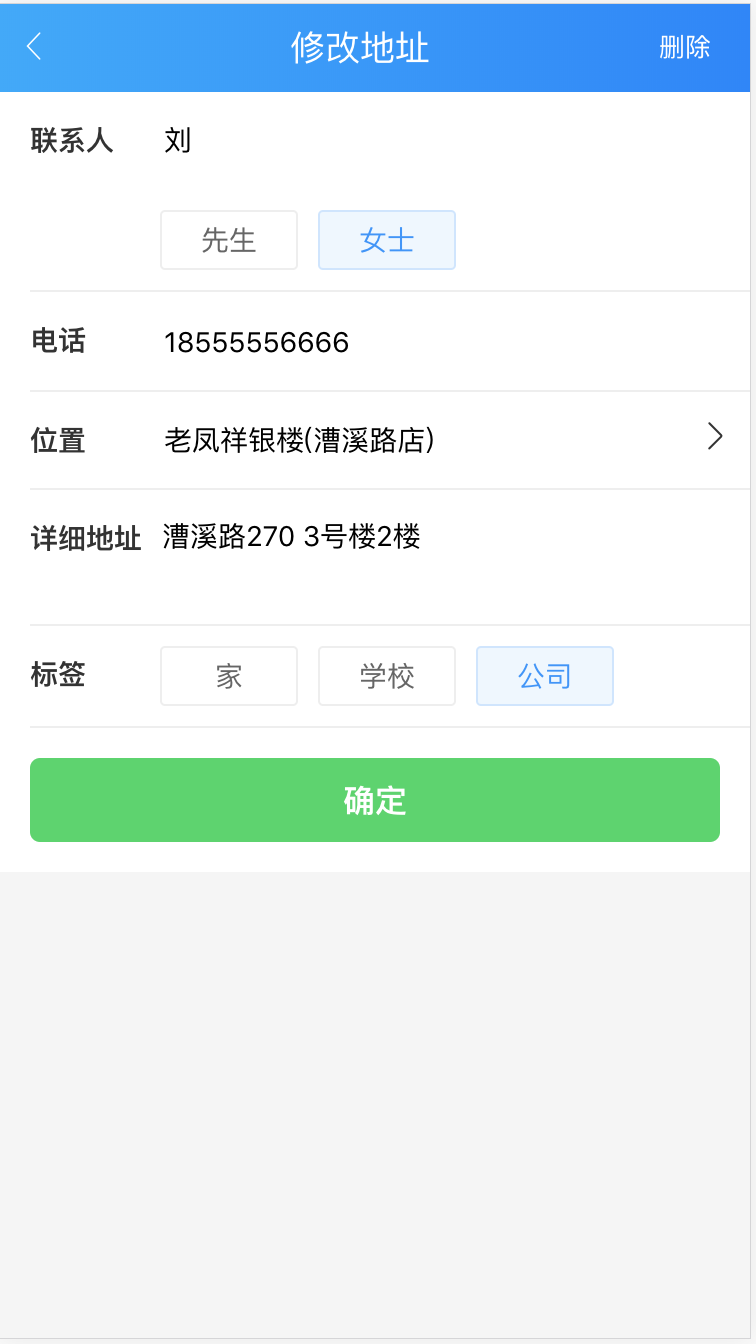 修改地址 删除
联系人 刘
先生 女士
电话 18555556666
位置 老凤祥银楼(漕溪路店)
详细地址 漕溪路270 3号楼2楼
标签 家 学校 公司
确定